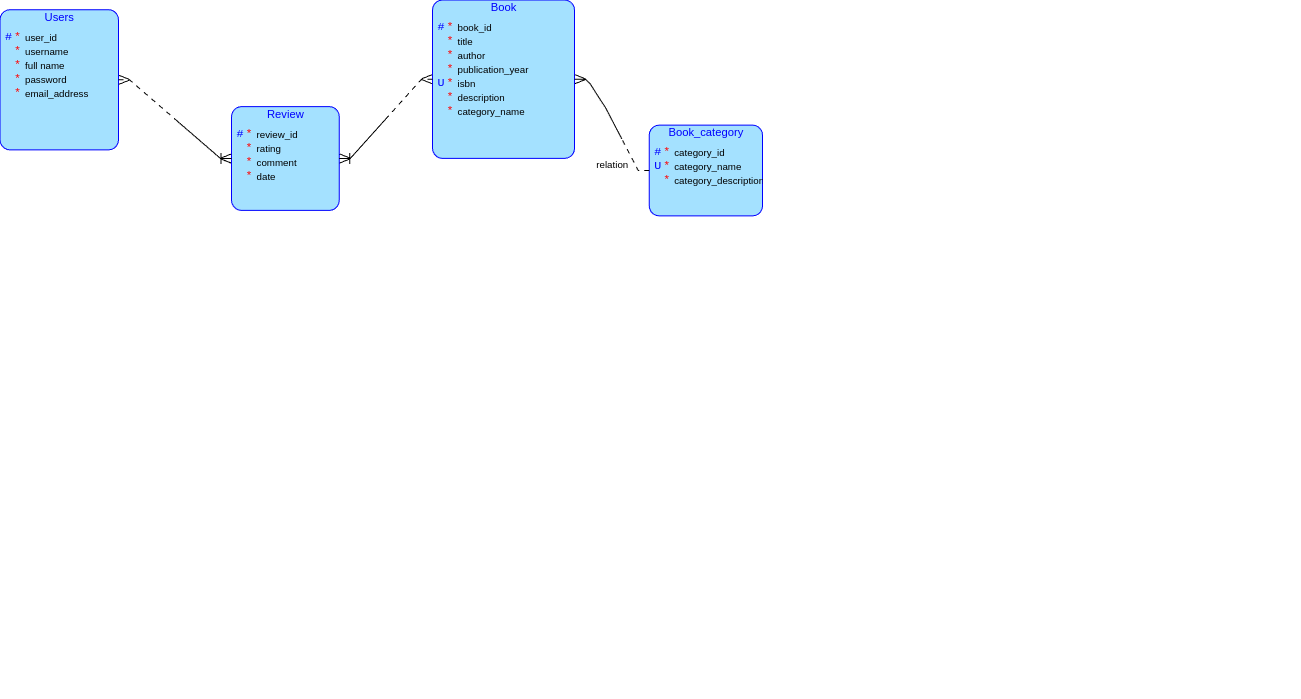 Users
# * user_id
* username
* full name
* password
* email_address
Review
# * review_id
* rating
* comment
* date
Book
# * book_id
* title
* author
* publication_year
U * isbn
* description
* category_name
relation
Book_category
# * category_id
U * category_name
* category_description